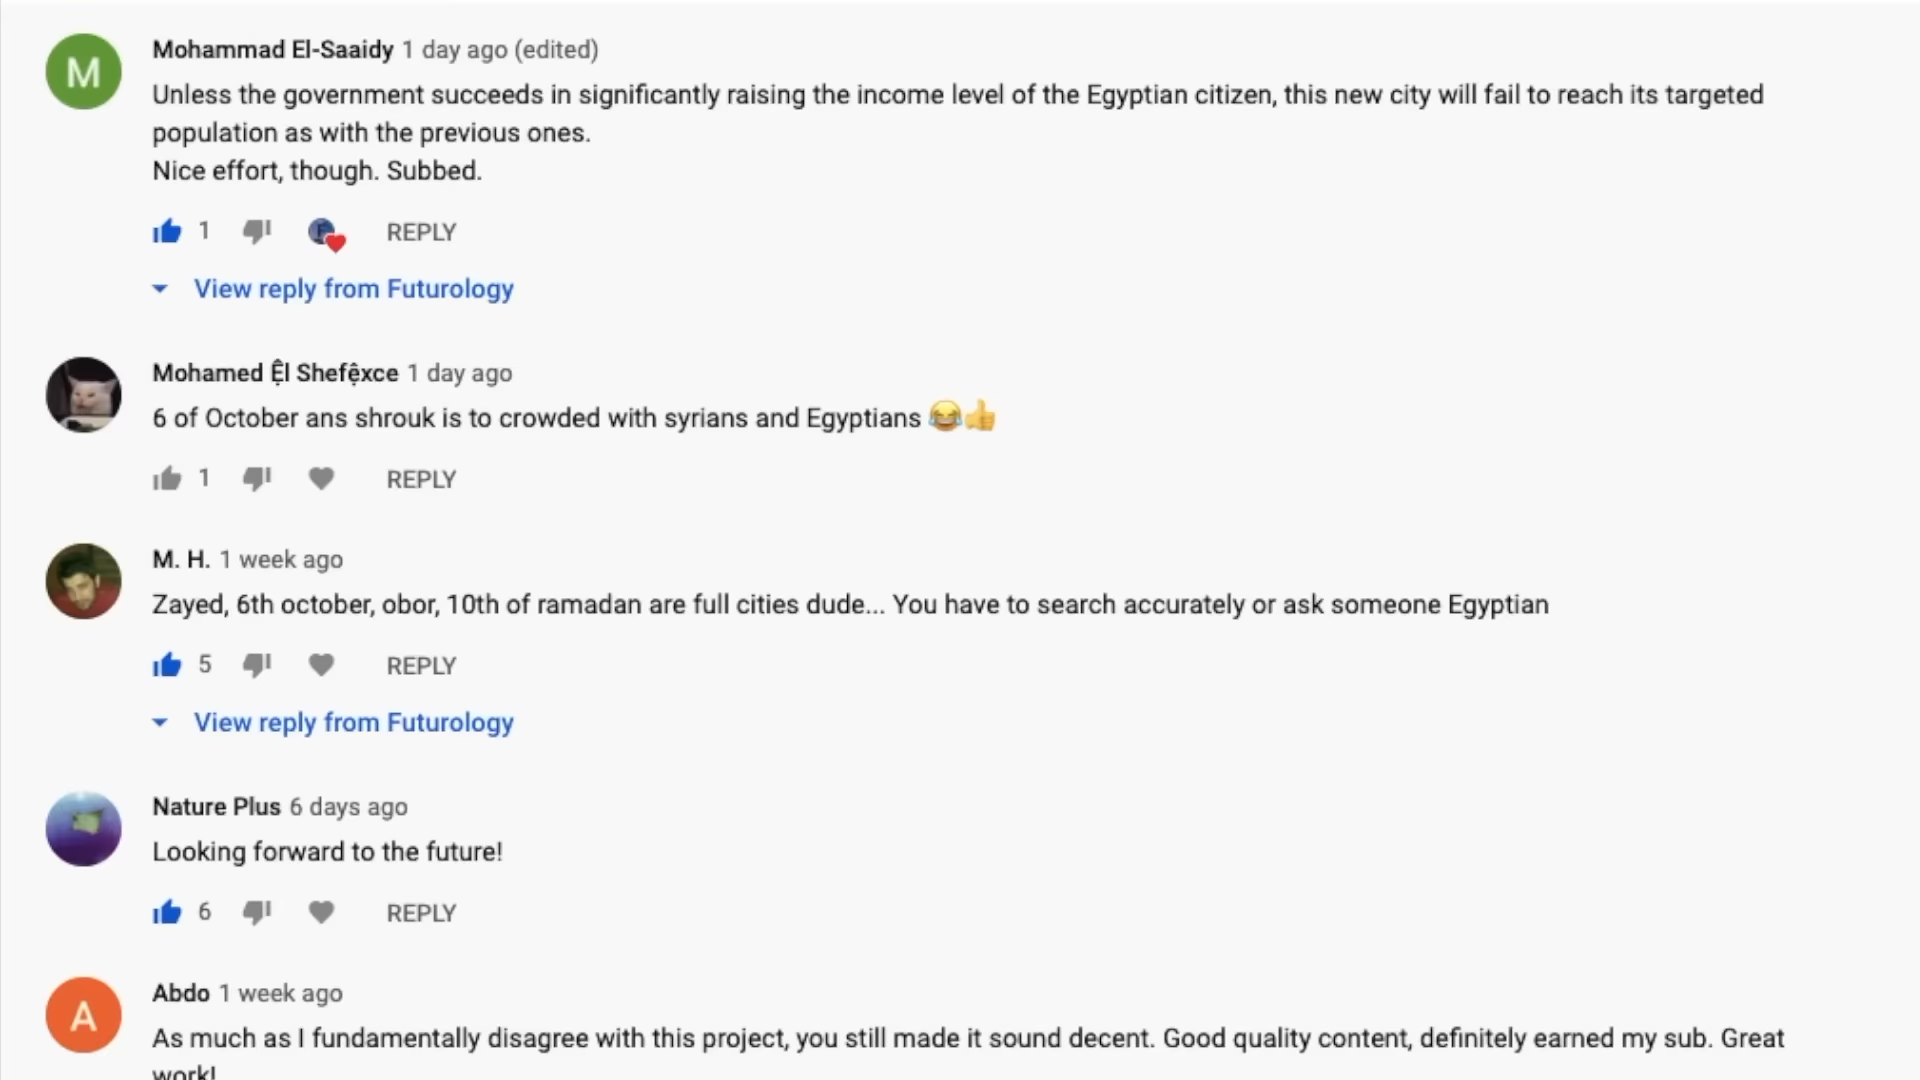 M
Mohammad El-Saaidy 1 day ago (edited)
Unless the government succeeds in significantly raising the income level of the Egyptian citizen, this new city will fail to reach its targeted
population as with the previous ones.
Nice effort, though. Subbed.
1 REPLY
View reply from Futurology
Mohamed Ệl Shefệxce 1 day ago
6 of October ans shrouk is to crowded with syrians and Egyptians 😂👍
1 REPLY
M. H. 1 week ago
Zayed, 6th october, obor, 10th of ramadan are full cities dude... You have to search accurately or ask someone Egyptian
5 REPLY
View reply from Futurology
Nature Plus 6 days ago
Looking forward to the future!
6 REPLY
A
Abdo 1 week ago
As much as I fundamentally disagree with this project, you still made it sound decent. Good quality content, definitely earned my sub. Great
work!